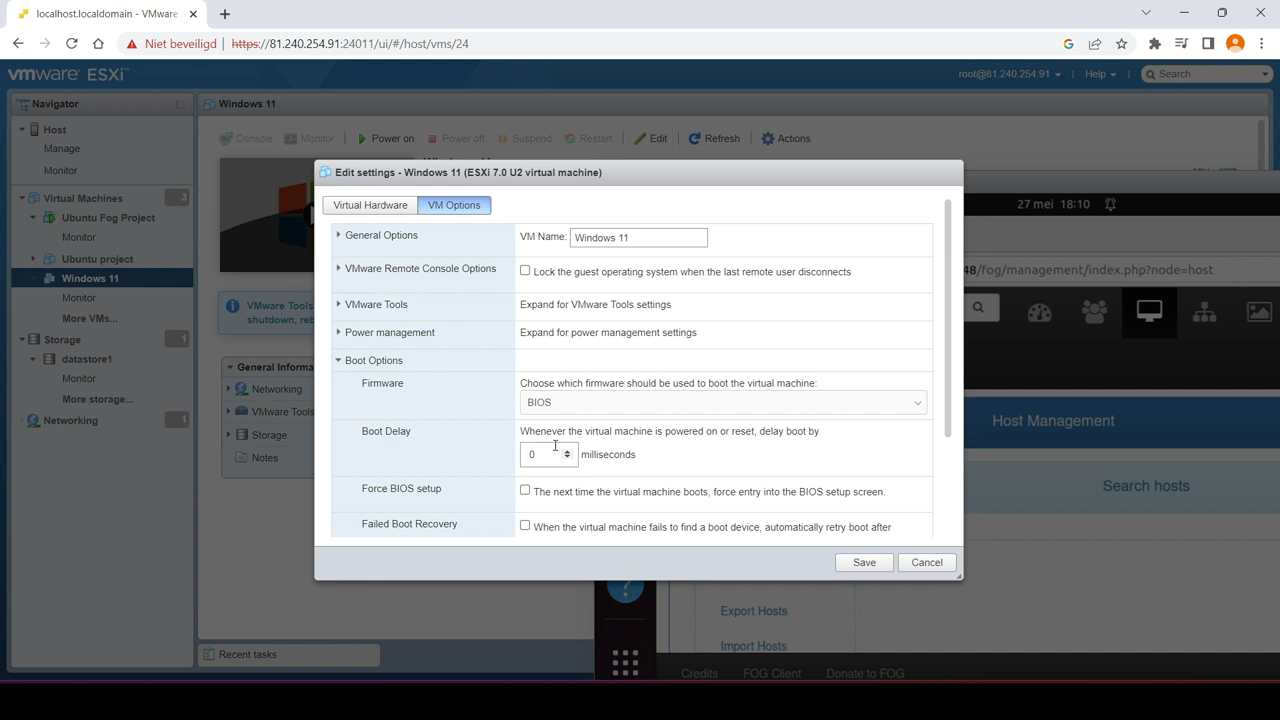 localhost.localdomain - VMware
Niet beveiligd https://81.240.254.91:24011/ui/#/host/vms/24
vmware ESXi
root@81.240.254.91 Help Search
Navigator
Windows 11
Host
Manage
Monitor
Console Monitor Power on Power off Suspend Restart Edit Refresh Actions
Virtual Machines 3
Ubuntu Fog Project
Monitor
Ubuntu project
Windows 11
Monitor
More VMs...
Storage 1
datastore1
Monitor
More storage...
Networking 1
VMware Tools
shutdown, reb
General Informa
Networking
VMware Tools
Storage
Notes
Recent tasks
Edit settings - Windows 11 (ESXi 7.0 U2 virtual machine)
Virtual Hardware VM Options
General Options VM Name: Windows 11
VMware Remote Console Options Lock the guest operating system when the last remote user disconnects
VMware Tools Expand for VMware Tools settings
Power management Expand for power management settings
Boot Options
Firmware Choose which firmware should be used to boot the virtual machine:
BIOS
Boot Delay Whenever the virtual machine is powered on or reset, delay boot by
0 milliseconds
Force BIOS setup The next time the virtual machine boots, force entry into the BIOS setup screen.
Failed Boot Recovery When the virtual machine fails to find a boot device, automatically retry boot after
Save Cancel
27 mei 18:10
48/fog/management/index.php?node=host
Host Management
Search hosts
?
Export Hosts
Import Hosts
Credits FOG Client Donate to FOG